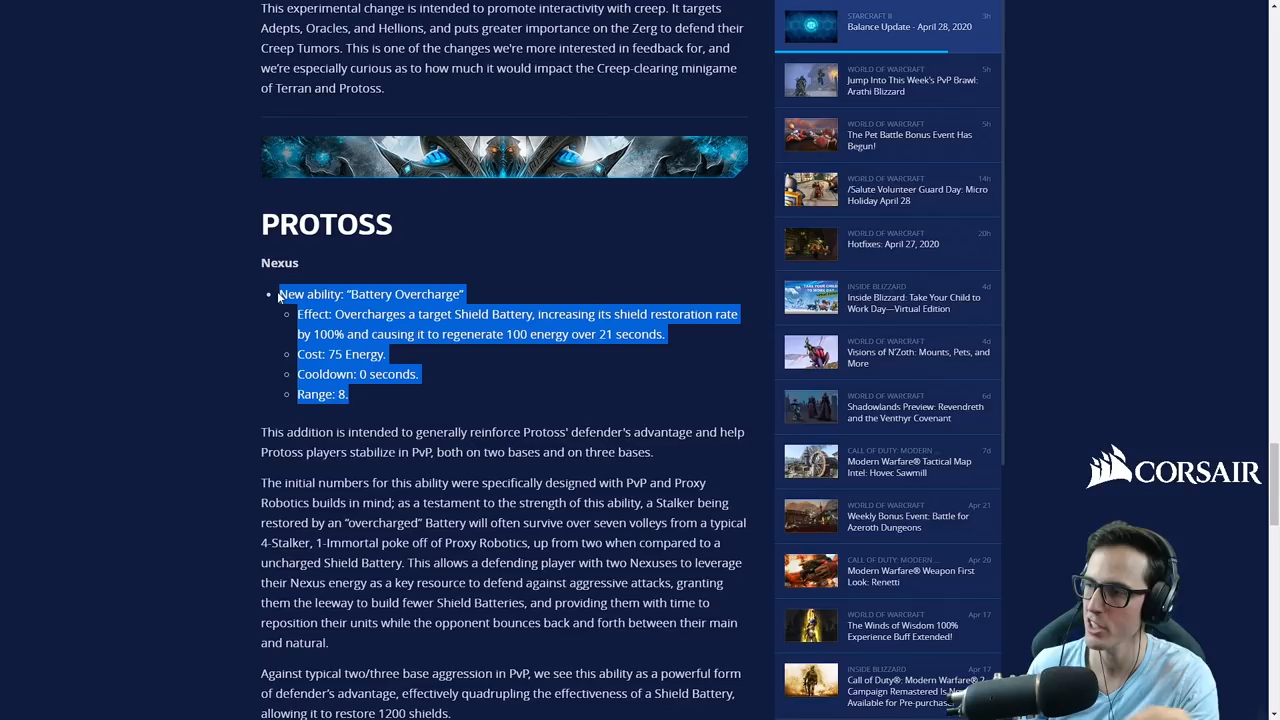 This experimental change is intended to promote interactivity with creep. It targets
Adepts, Oracles, and Hellions, and puts greater importance on the Zerg to defend their
Creep Tumors. This is one of the changes we're more interested in feedback for, and
we're especially curious as to how much it would impact the Creep-clearing minigame
of Terran and Protoss.
PROTOSS
Nexus
• New ability: “Battery Overcharge”
◦ Effect: Overcharges a target Shield Battery, increasing its shield restoration rate
by 100% and causing it to regenerate 100 energy over 21 seconds.
◦ Cost: 75 Energy.
◦ Cooldown: 0 seconds.
◦ Range: 8.
This addition is intended to generally reinforce Protoss' defender's advantage and help
Protoss players stabilize in PvP, both on two bases and on three bases.
The initial numbers for this ability were specifically designed with PvP and Proxy
Robotics builds in mind; as a testament to the strength of this ability, a Stalker being
restored by an “overcharged” Battery will often survive over seven volleys from a typical
4-Stalker, 1-Immortal poke off of Proxy Robotics, up from two when compared to a
uncharged Shield Battery. This allows a defending player with two Nexuses to leverage
their Nexus energy as a key resource to defend against aggressive attacks, granting
them the leeway to build fewer Shield Batteries, and providing them with time to
reposition their units while the opponent bounces back and forth between their main
and natural.
Against typical two/three base aggression in PvP, we see this ability as a powerful form
of defender's advantage, effectively quadrupling the effectiveness of a Shield Battery,
allowing it to restore 1200 shields.
STARCRAFT II 3h
Balance Update - April 28, 2020
WORLD OF WARCRAFT 5h
Jump Into This Week's PvP Brawl:
Arathi Blizzard
WORLD OF WARCRAFT 5h
The Pet Battle Bonus Event Has
Begun!
WORLD OF WARCRAFT 14h
/Salute Volunteer Guard Day: Micro
Holiday April 28
WORLD OF WARCRAFT 20h
Hotfixes: April 27, 2020
INSIDE BLIZZARD 4d
Inside Blizzard: Take Your Child to
Work Day—Virtual Edition
WORLD OF WARCRAFT 4d
Visions of N'Zoth: Mounts, Pets, and
More
WORLD OF WARCRAFT 6d
Shadowlands Preview: Revendreth
and the Venthyr Covenant
CALL OF DUTY: MODERN ... 7d
Modern Warfare® Tactical Map
Intel: Hovec Sawmill
WORLD OF WARCRAFT Apr 21
Weekly Bonus Event: Battle for
Azeroth Dungeons
CALL OF DUTY: MODERN ... Apr 20
Modern Warfare® Weapon First
Look: Renetti
WORLD OF WARCRAFT Apr 17
The Winds of Wisdom 100%
Experience Buff Extended!
INSIDE BLIZZARD Apr 17
Call of Duty®: Modern Warfare® 2
Campaign Remastered Is
Available for Pre-purchas
CORSAIR